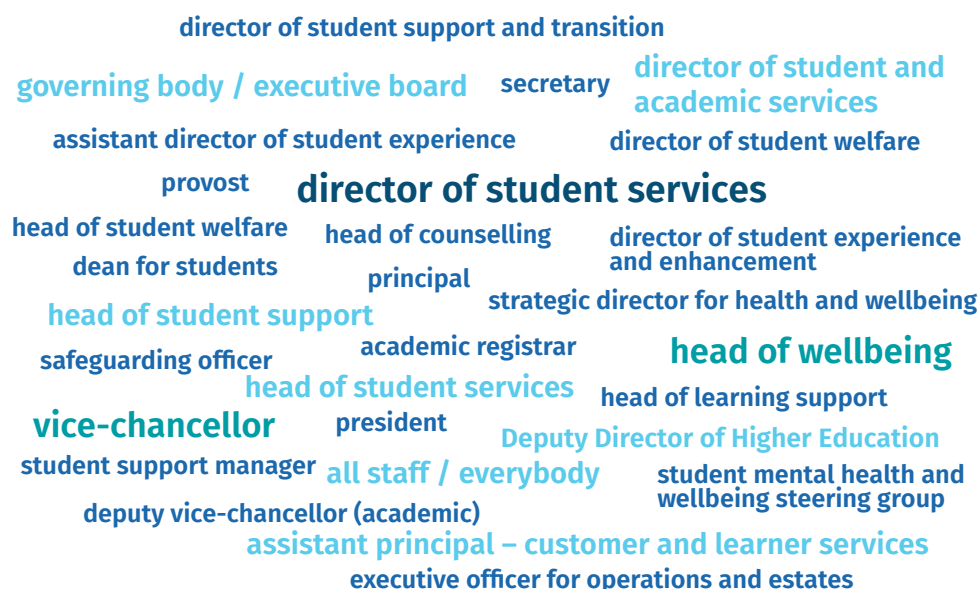 director of student support and transition
governing body / executive board
secretary
director of student and
academic services
assistant director of student experience
director of student welfare
provost
director of student services
head of student welfare
head of counselling
director of student experience
and enhancement
dean for students
principal
strategic director for health and wellbeing
head of student support
safeguarding officer
academic registrar
head of wellbeing
head of student services
head of learning support
vice-chancellor
president
Deputy Director of Higher Education
student support manager
all staff / everybody
student mental health and
wellbeing steering group
deputy vice-chancellor (academic)
assistant principal – customer and learner services
executive officer for operations and estates